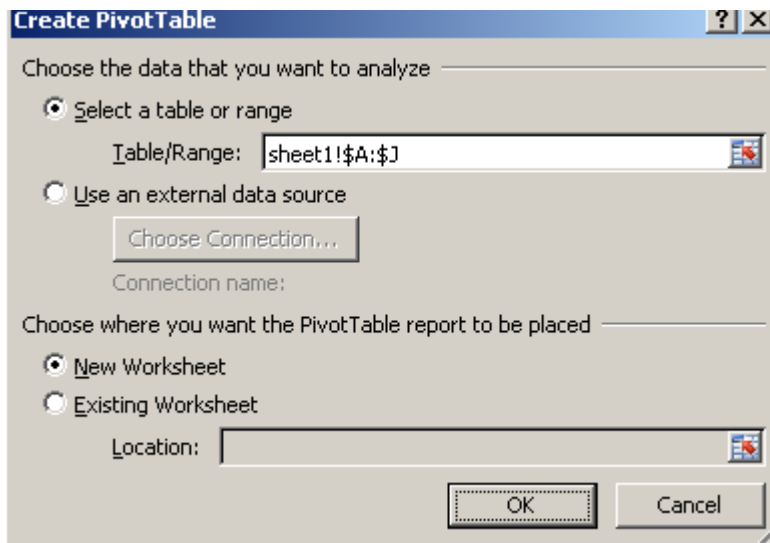 Create PivotTable
Choose the data that you want to analyze
Select a table or range
Table/Range: sheet1!$A:$J
Use an external data source
Choose Connection...
Connection name:
Choose where you want the PivotTable report to be placed
New Worksheet
Existing Worksheet
Location:
OK Cancel